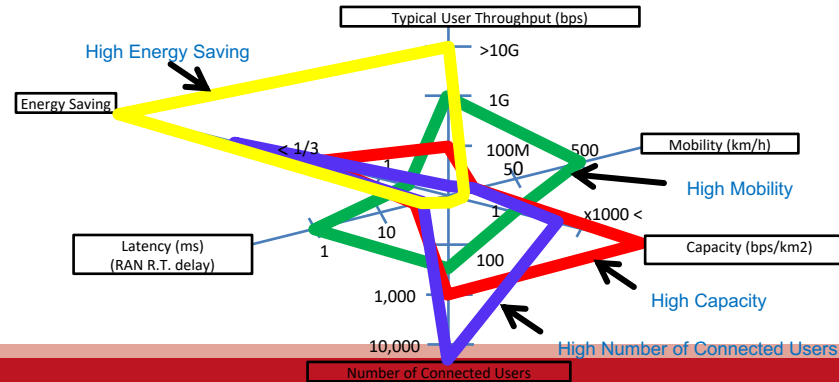 Typical User Throughput (bps)
High Energy Saving
>10G
Energy Saving
1G
< 1/3
100M
500
Mobility (km/h)
1
50
High Mobility
1
x1000 <
10
Latency (ms)
(RAN R.T. delay)
1
100
Capacity (bps/km2)
1,000
High Capacity
10,000
High Number of Connected Users
Number of Connected Users